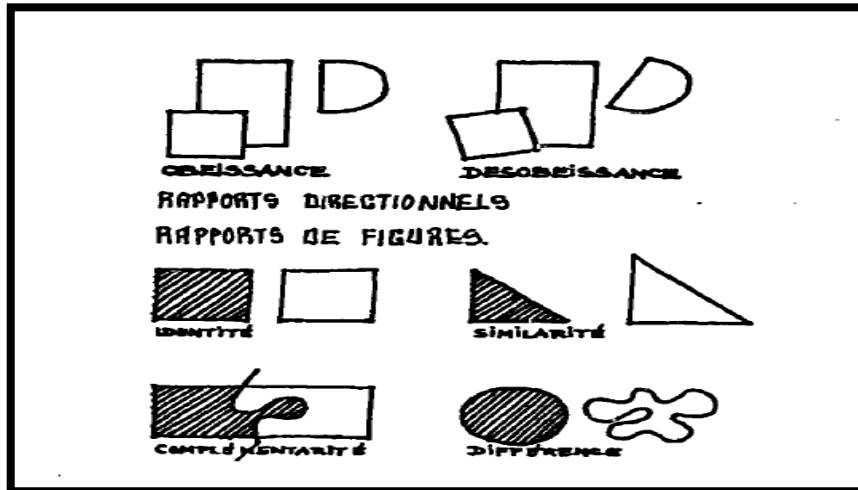 OBEISSANCE DESOBEISSANCE
RAPPORTS DIRECTIONNELS
RAPPORTS DE FIGURES.
IDENTITÉ SIMILARITÉ
COMPLÉMENTARITÉ DIFFÉRENCE